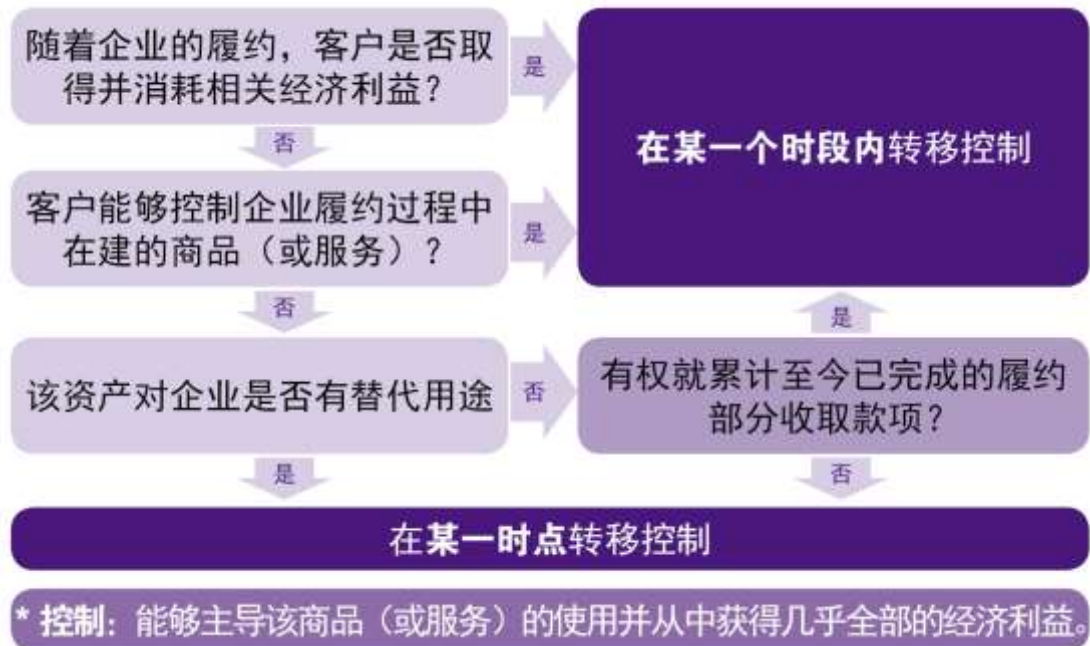 随着企业的履约，客户是否取
得并消耗相关经济利益？
是
在某一个时段内转移控制
否
客户能够控制企业履约过程中
在建的商品（或服务）？
是
否
是
该资产对企业是否有替代用途
否
有权就累计至今已完成的履约
部分收取款项？
是
否
在某一时点转移控制
* 控制：能够主导该商品（或服务）的使用并从中获得几乎全部的经济利益。